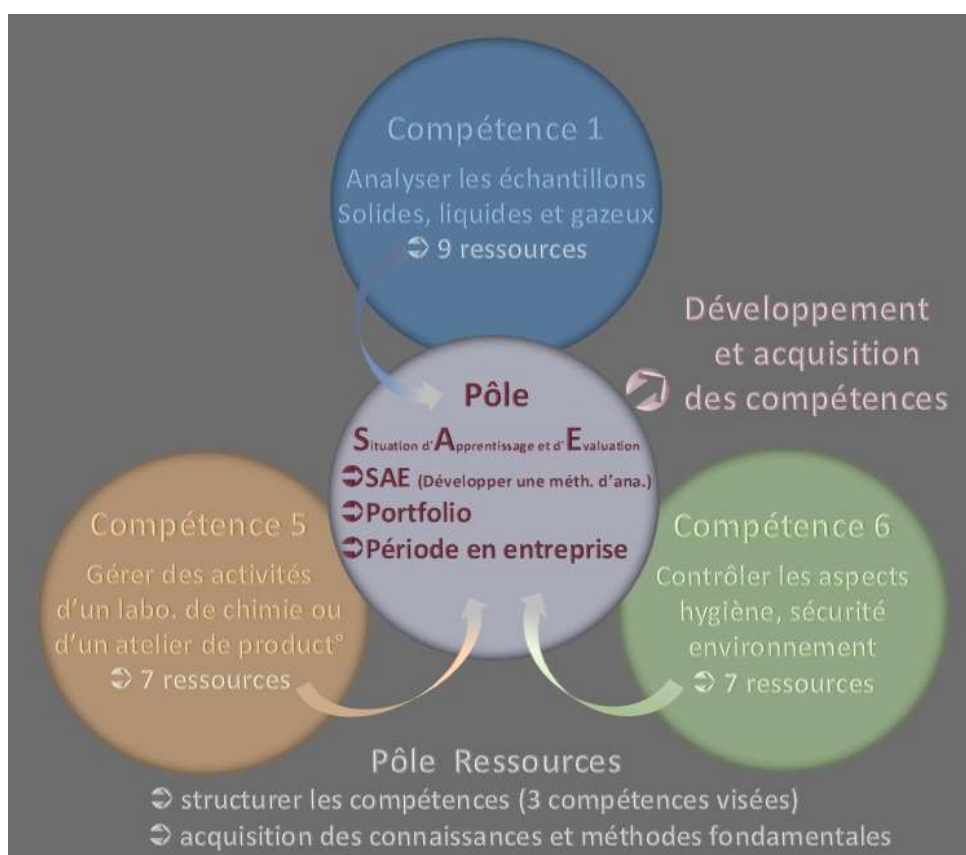 Compétence 1
Analyser les échantillons
Solides, liquides et gazeux
➲ 9 ressources
Développement
et acquisition
des compétences
Pôle
Situation d'Apprentissage et d'Evaluation
➲SAE (Développer une méth. d'ana.)
➲Portfolio
➲Période en entreprise
Compétence 5
Gérer des activités
d'un labo. de chimie ou
d'un atelier de product°
➲ 7 ressources
Compétence 6
Contrôler les aspects
hygiène, sécurité
environnement
➲ 7 ressources
Pôle Ressources
➲ structurer les compétences (3 compétences visées)
➲ acquisition des connaissances et méthodes fondamentales